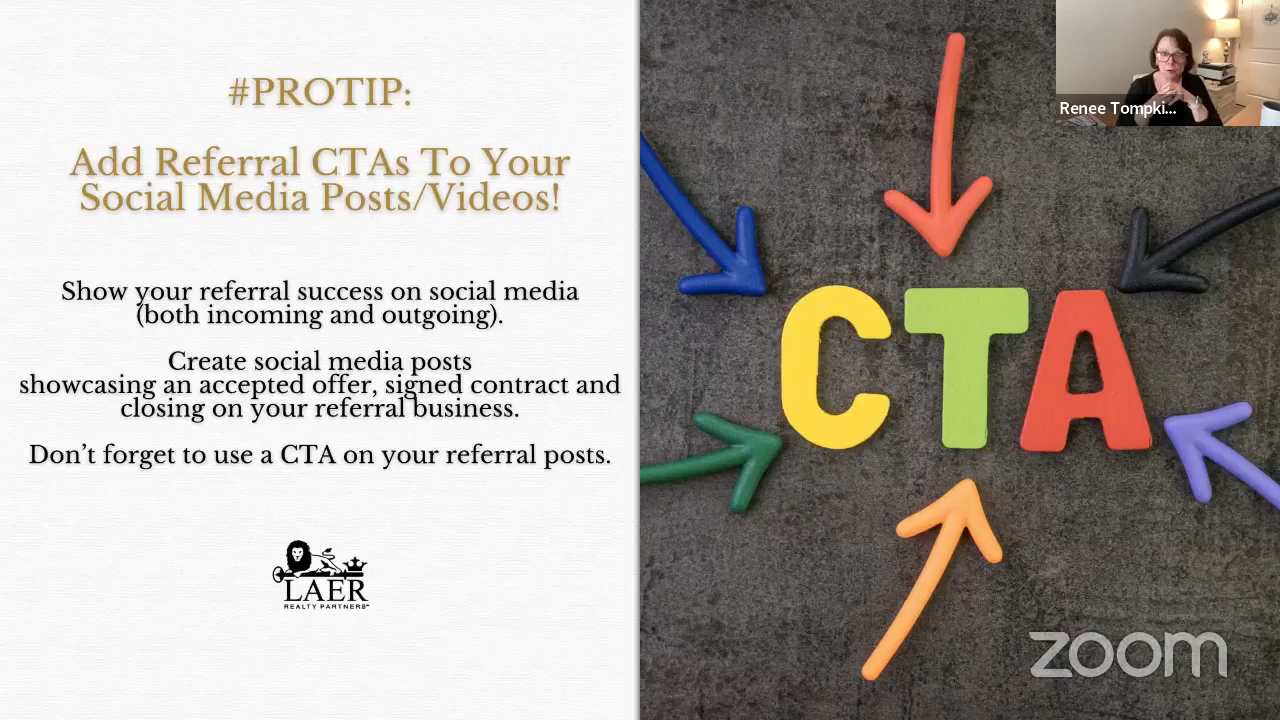 #PROTIP:
Add Referral CTAs To Your
Social Media Posts/Videos!
Show your referral success on social media
(both incoming and outgoing).
Create social media posts
showcasing an accepted offer, signed contract and
closing on your referral business.
Don’t forget to use a CTA on your referral posts.
LAER
REALTY PARTNERS™
Renee Tompki...
CTA
zoom